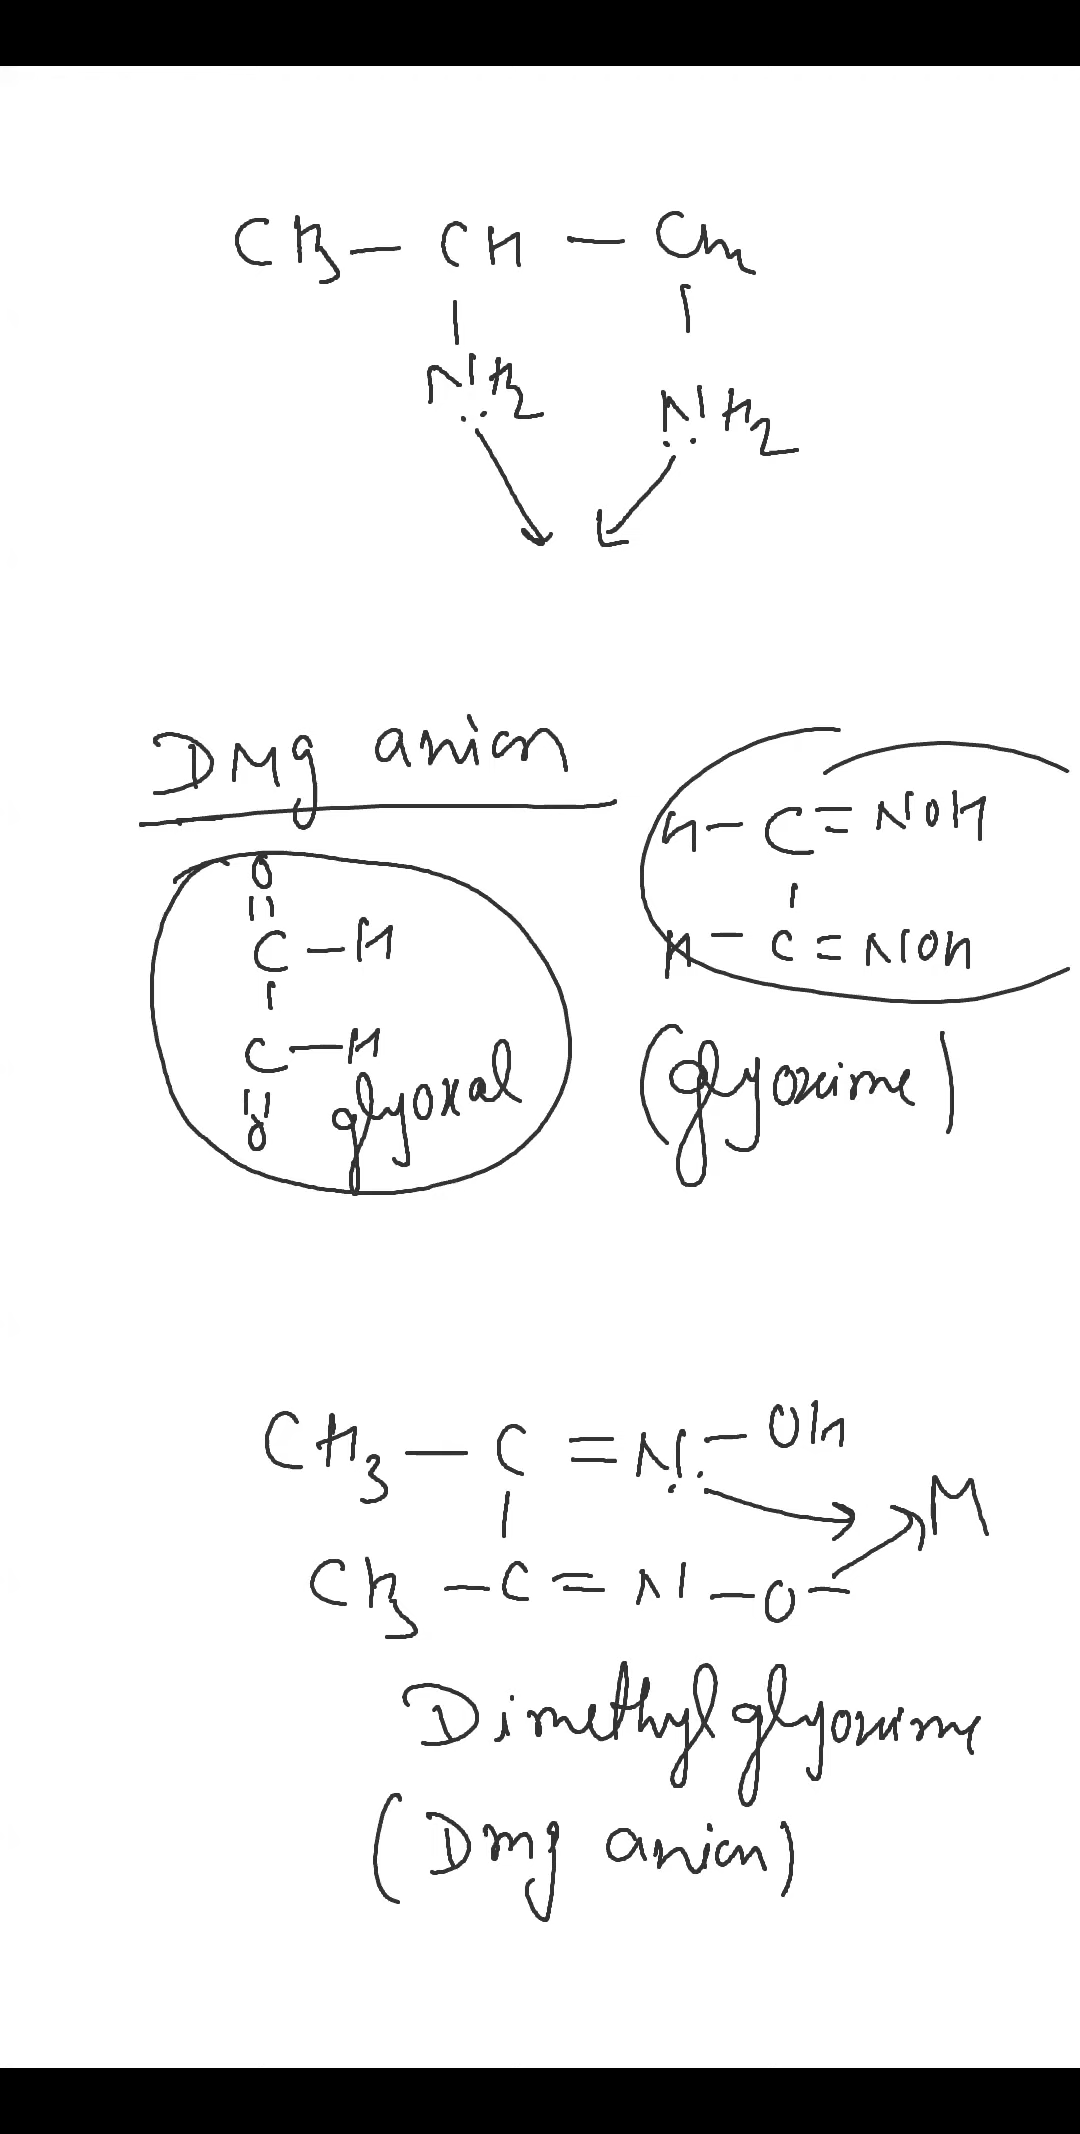 CH3 — CH — CH2
NH2 NH2
DMg anion
O
C — H
C — H
O
glyoxal
H — C = NOH
H — C = NOH
(glyoxime)
CH3 — C = N — OH
M
CH3 — C = N — O —
Dimethylglyoxime
(Dmg anion)